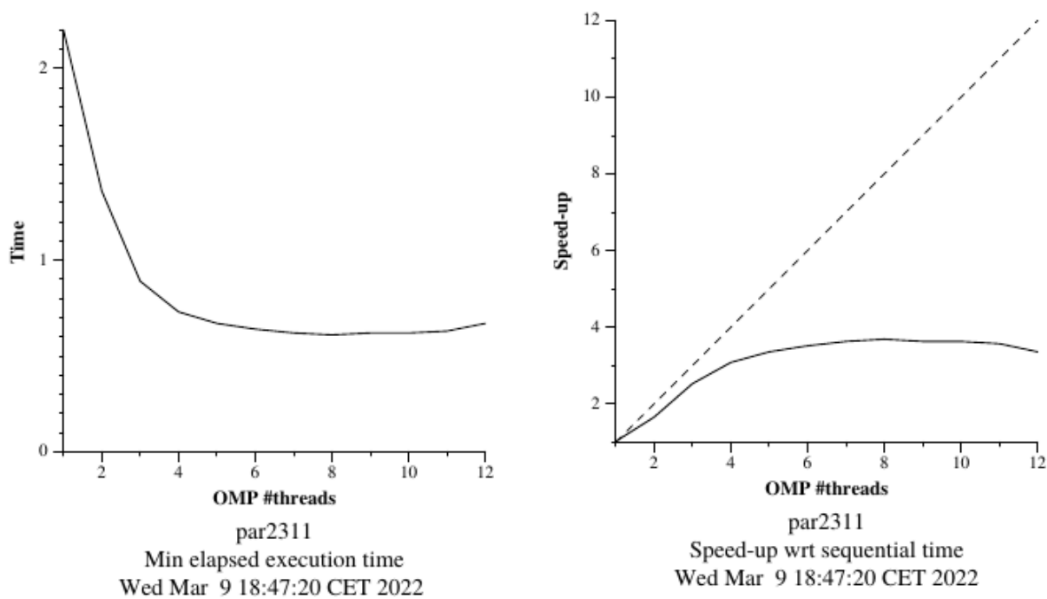 2
1
0
Time
2
4
6
8
10
12
OMP #threads
par2311
Min elapsed execution time
Wed Mar  9 18:47:20 CET 2022
12
10
8
6
4
2
Speed-up
2
4
6
8
10
12
OMP #threads
par2311
Speed-up wrt sequential time
Wed Mar  9 18:47:20 CET 2022